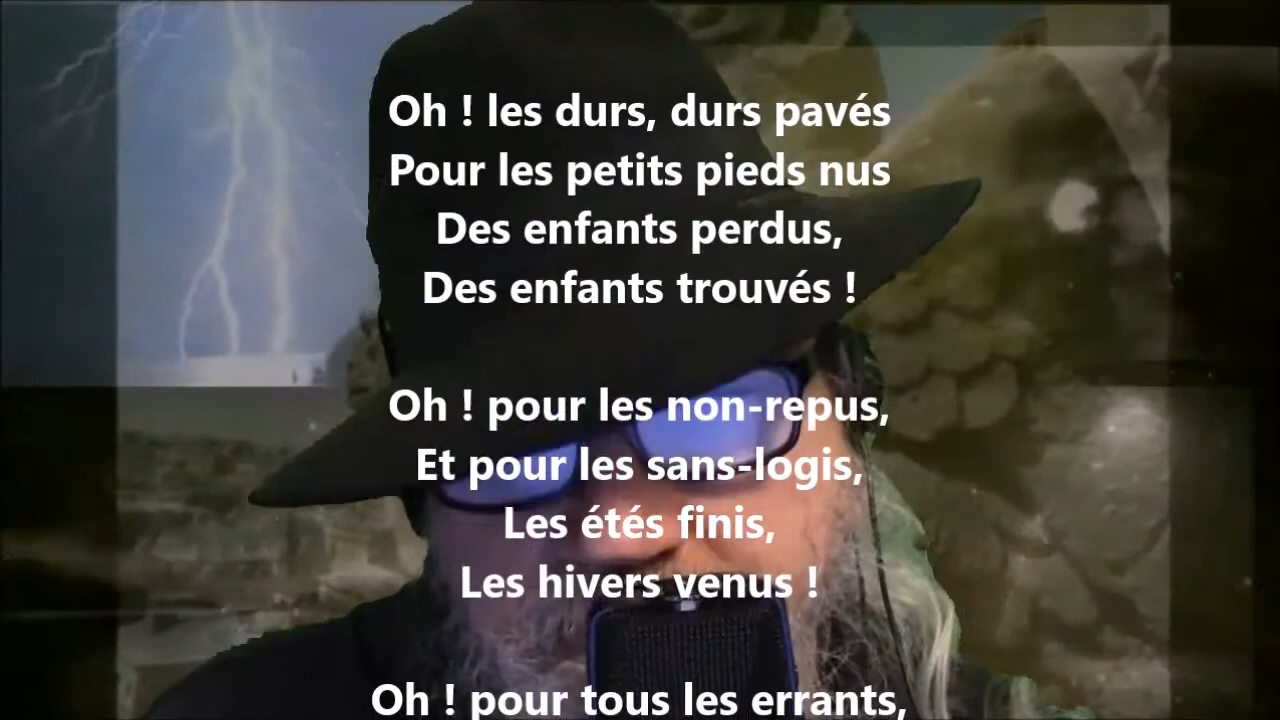 Oh ! les durs, durs pavés
Pour les petits pieds nus
Des enfants perdus,
Des enfants trouvés !
Oh ! pour les non-repus,
Et pour les sans-logis,
Les étés finis,
Les hivers venus !
Oh ! pour tous les errants,